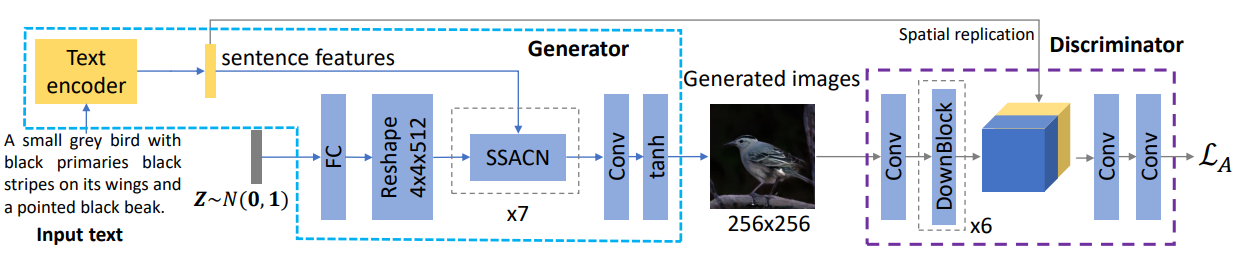 Text
encoder
sentence features
Generator
A small grey bird with
black primaries black
stripes on its wings and
a pointed black beak.
Input text
Z~N(0, 1)
FC
Reshape
4x4x512
SSACN
x7
Conv
tanh
Generated images
256x256
Spatial replication
Discriminator
Conv
DownBlock
x6
Conv
Conv
ℒA